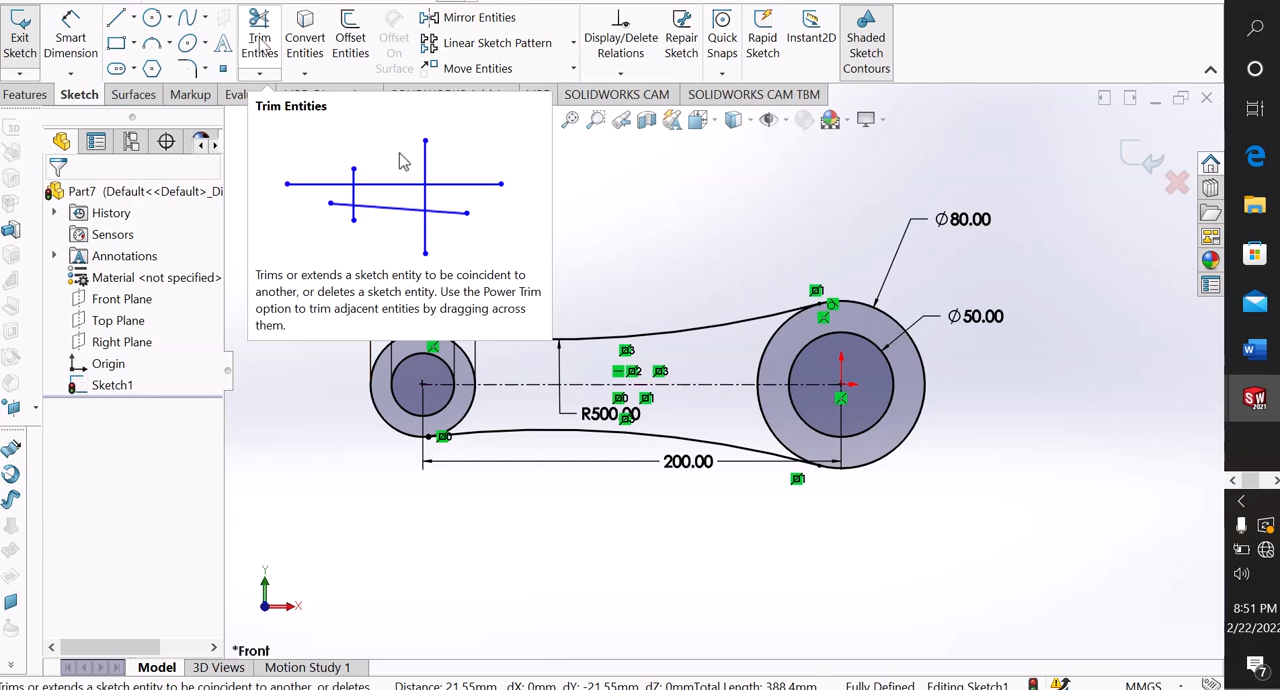 Exit Sketch
Smart Dimension
Trim Entities
Convert Entities
Offset Entities
Offset On Surface
Mirror Entities
Linear Sketch Pattern
Move Entities
Display/Delete Relations
Repair Sketch
Quick Snaps
Rapid Sketch
Instant2D
Shaded Sketch Contours
Features
Sketch
Surfaces
Markup
SOLIDWORKS CAM
SOLIDWORKS CAM TBM
Trim Entities
Trims or extends a sketch entity to be coincident to
another, or deletes a sketch entity. Use the PowerTrim
option to trim adjacent entities by dragging across
them.
Part7 (Default<<Default>_Di
History
Sensors
Annotations
Material <not specified>
Front Plane
Top Plane
Right Plane
Origin
Sketch1
Ø80.00
Ø50.00
R500.00
200.00
Y
X
*Front
Model
3D Views
Motion Study 1
Distance: 21.55mm dX: 0mm dY: -21.55mm dZ: 0mm Total Length: 388.4mm
Fully Defined
Editing Sketch1
MMGS
8:51 PM
2/22/2022
7